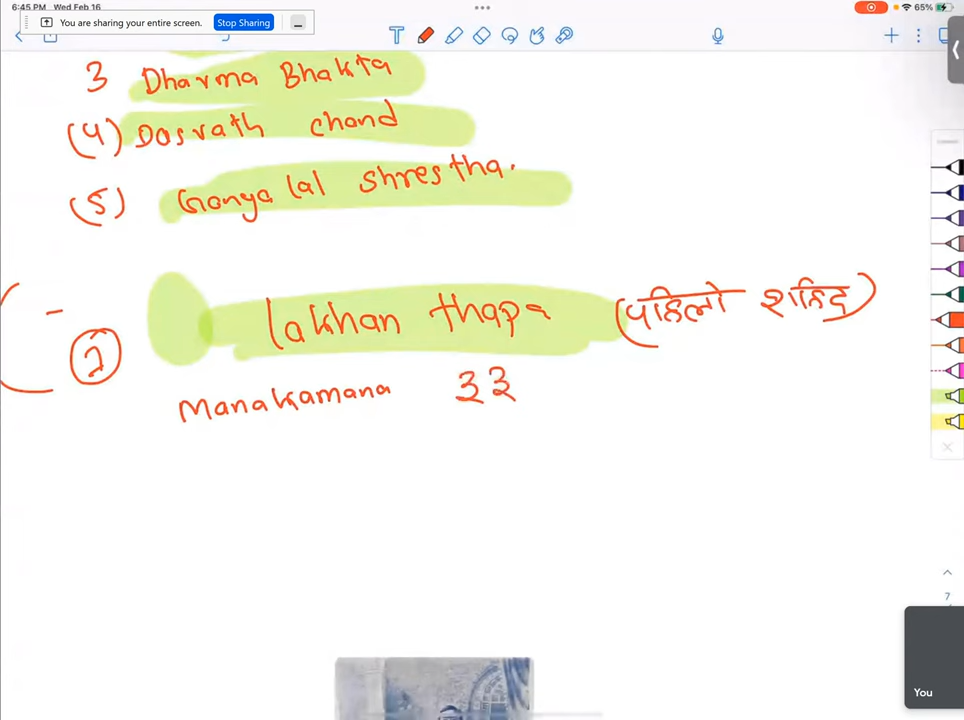 6:45 PM Wed Feb 16
65%
You are sharing your entire screen. Stop Sharing
3 Dharma Bhakta
(4) Dasrath chand
(5) Gangalal shrestha.
2 lakhan thapa (पहिलो शहिद)
Manakamana ३३
7
You